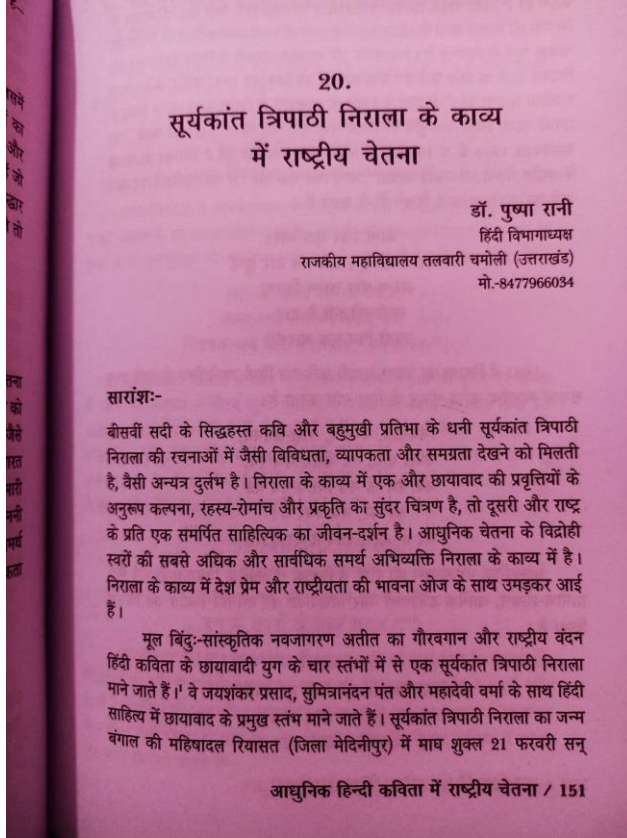 20.
सूर्यकांत त्रिपाठी निराला के काव्य
में राष्ट्रीय चेतना
डॉ. पुष्पा रानी
हिंदी विभागाध्यक्ष
राजकीय महाविद्यालय तलवारी चमोली (उत्तराखंड)
मो.-8477966034
सारांशः-
बीसवीं सदी के सिद्धहस्त कवि और बहुमुखी प्रतिभा के धनी सूर्यकांत त्रिपाठी
निराला की रचनाओं में जैसी विविधता, व्यापकता और समग्रता देखने को मिलती
है, वैसी अन्यत्र दुर्लभ है। निराला के काव्य में एक और छायावाद की प्रवृत्तियों के
अनुरूप कल्पना, रहस्य-रोमांच और प्रकृति का सुंदर चित्रण है, तो दूसरी और राष्ट्र
के प्रति एक समर्पित साहित्यिक का जीवन-दर्शन है। आधुनिक चेतना के विद्रोही
स्वरों की सबसे अधिक और सार्वधिक समर्थ अभिव्यक्ति निराला के काव्य में है।
निराला के काव्य में देश प्रेम और राष्ट्रीयता की भावना ओज के साथ उमड़कर आई
हैं।
मूल बिंदुः-सांस्कृतिक नवजागरण अतीत का गौरवगान और राष्ट्रीय वंदन
हिंदी कविता के छायावादी युग के चार स्तंभों में से एक सूर्यकांत त्रिपाठी निराला
माने जाते हैं।¹ वे जयशंकर प्रसाद, सुमित्रानंदन पंत और महादेवी वर्मा के साथ हिंदी
साहित्य में छायावाद के प्रमुख स्तंभ माने जाते हैं। सूर्यकांत त्रिपाठी निराला का जन्म
बंगाल की महिषादल रियासत (जिला मेदिनीपुर) में माघ शुक्ल 21 फरवरी सन्
आधुनिक हिन्दी कविता में राष्ट्रीय चेतना / 151